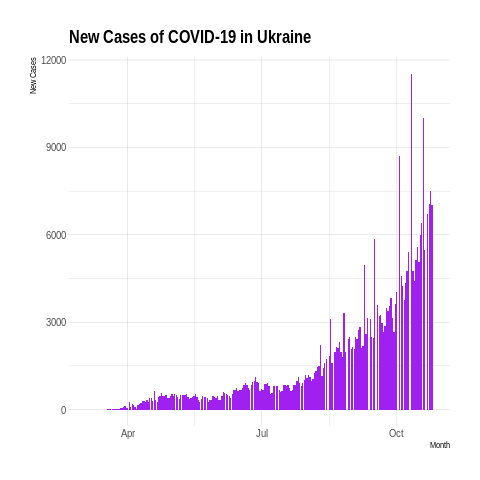 New Cases of COVID-19 in Ukraine
New Cases
12000
9000
6000
3000
0
Apr
Jul
Oct
Month